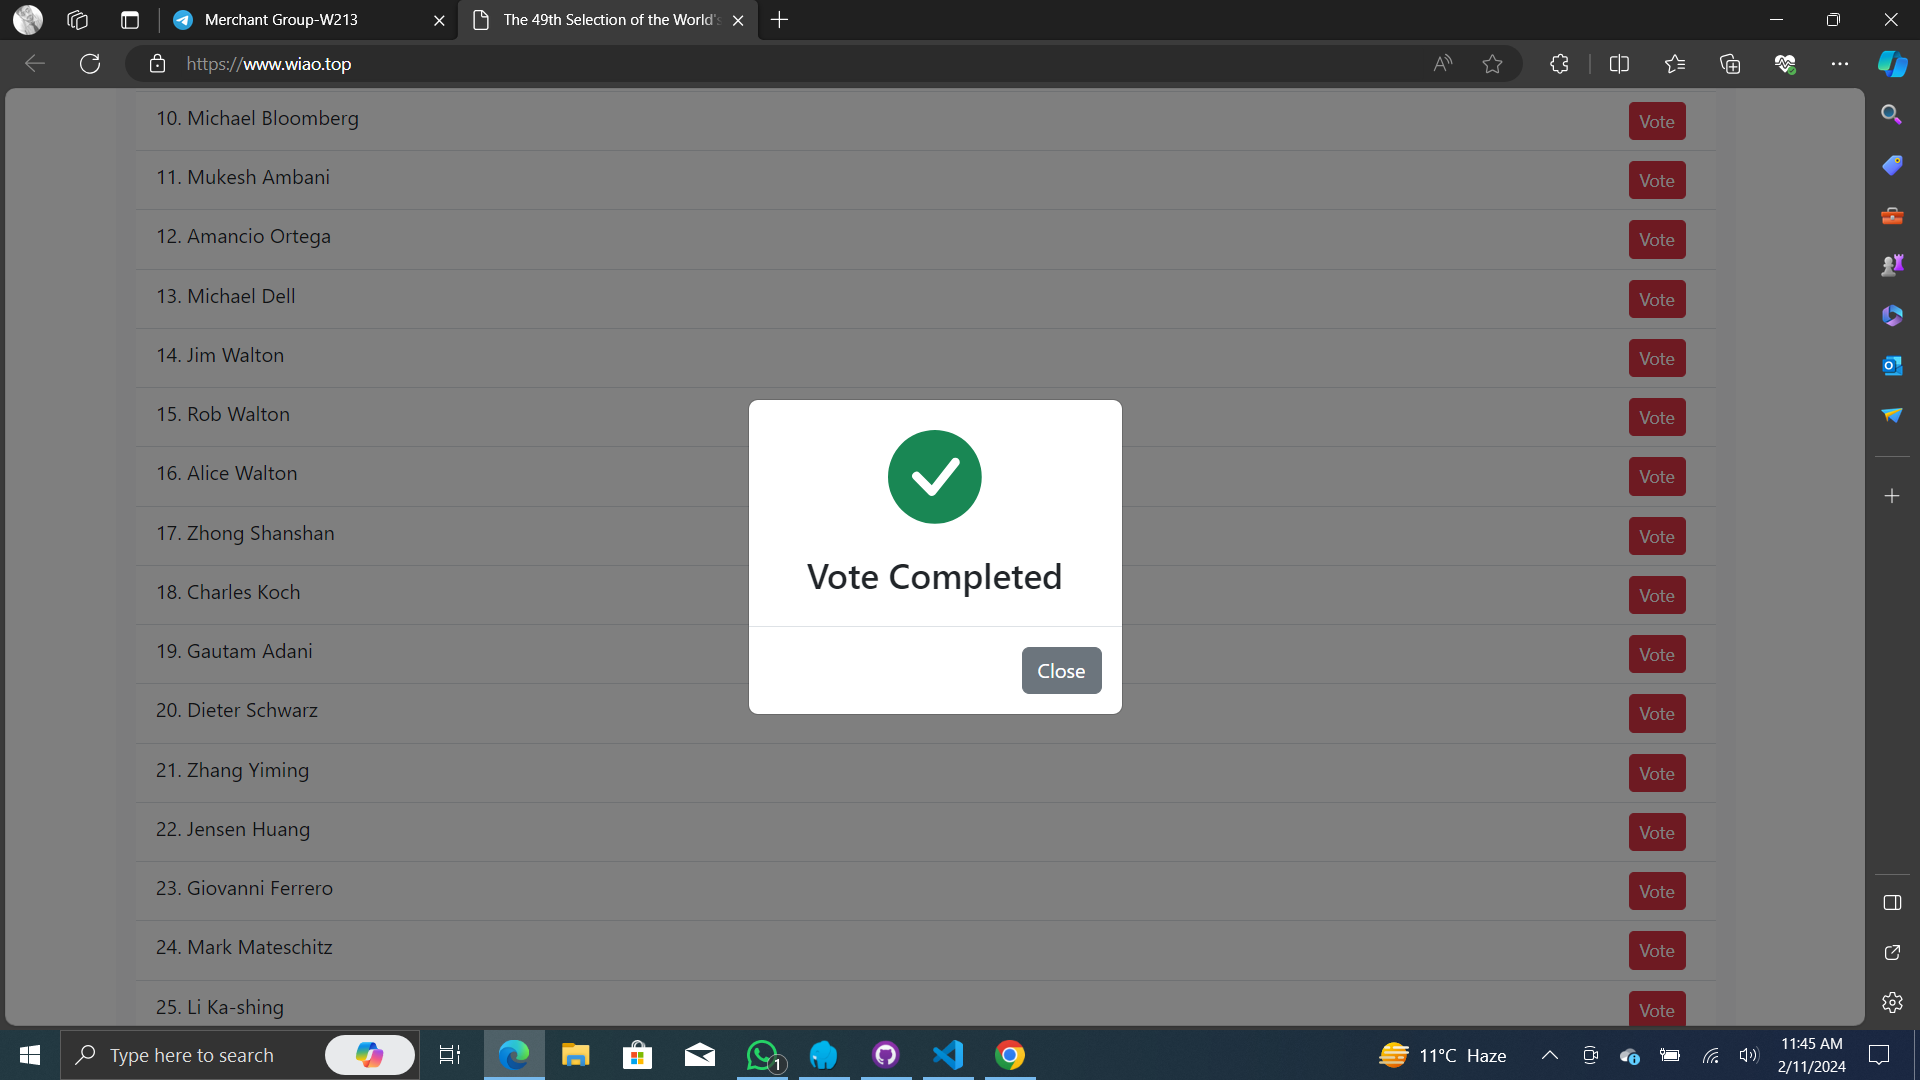 Merchant Group-W213
The 49th Selection of the World's
https://www.wiao.top
10. Michael Bloomberg Vote
11. Mukesh Ambani Vote
12. Amancio Ortega Vote
13. Michael Dell Vote
14. Jim Walton Vote
15. Rob Walton Vote
16. Alice Walton Vote
17. Zhong Shanshan Vote
18. Charles Koch Vote
19. Gautam Adani Vote
20. Dieter Schwarz Vote
21. Zhang Yiming Vote
22. Jensen Huang Vote
23. Giovanni Ferrero Vote
24. Mark Mateschitz Vote
25. Li Ka-shing Vote
Vote Completed
Close
Type here to search
1
11°C Haze
11:45 AM
2/11/2024